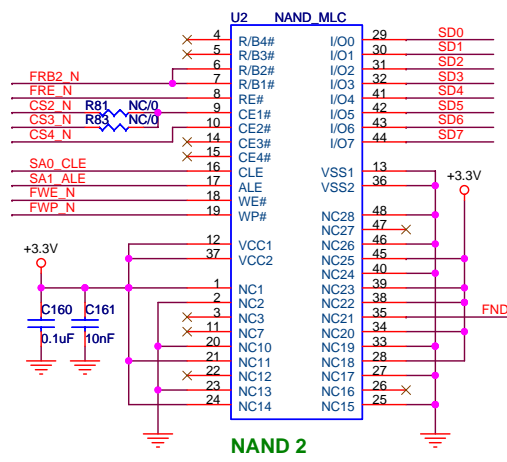 U2 NAND_MLC
4 R/B4# I/O0 29 SD0
5 R/B3# I/O1 30 SD1
6 R/B2# I/O2 31 SD2
FRB2_N 7 R/B1# I/O3 32 SD3
FRE_N 8 RE# I/O4 41 SD4
CS2_N R81 NC/0 9 CE1# I/O5 42 SD5
CS3_N R83 NC/0 10 CE2# I/O6 43 SD6
CS4_N 14 CE3# I/O7 44 SD7
15 CE4#
SA0_CLE 16 CLE VSS1 13
SA1_ALE 17 ALE VSS2 36 +3.3V
FWE_N 18 WE#
FWP_N 19 WP# NC28 48
NC27 47
+3.3V 12 VCC1 NC26 46
37 VCC2 NC25 45
NC24 40
1 NC1 NC23 39
2 NC2 NC22 38
C160 C161 3 NC3 NC21 35 FND
0.1uF 10nF 11 NC7 NC20 34
20 NC10 NC19 33
21 NC11 NC18 28
22 NC12 NC17 27
23 NC13 NC16 26
24 NC14 NC15 25
NAND 2